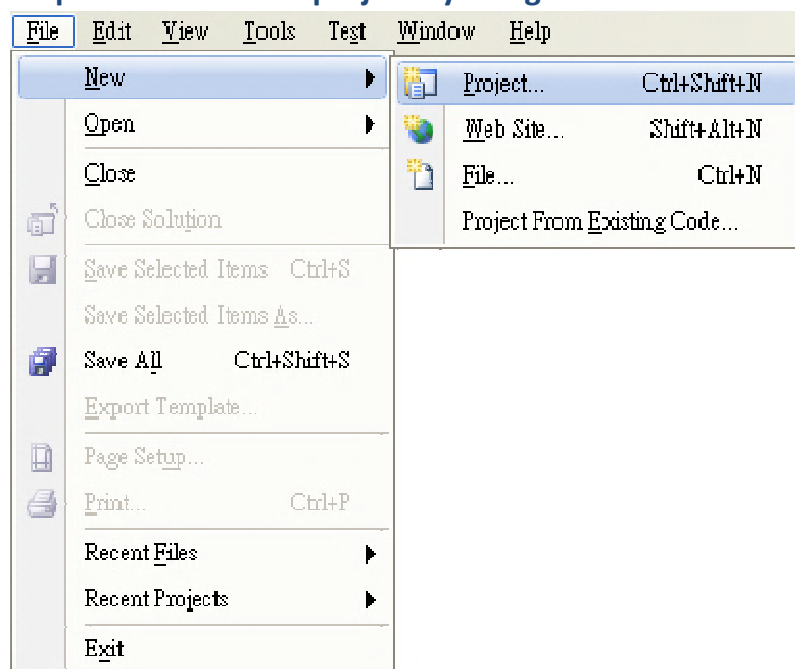 project
File Edit View Tools Test Window Help
New
Project... Ctrl+Shift+N
Open
Web Site... Shift+Alt+N
Close
File... Ctrl+N
Close Solution
Project From Existing Code...
Save Selected Items Ctrl+S
Save Selected Items As...
Save All Ctrl+Shift+S
Export Template...
Page Setup...
Print... Ctrl+P
Recent Files
Recent Projects
Exit